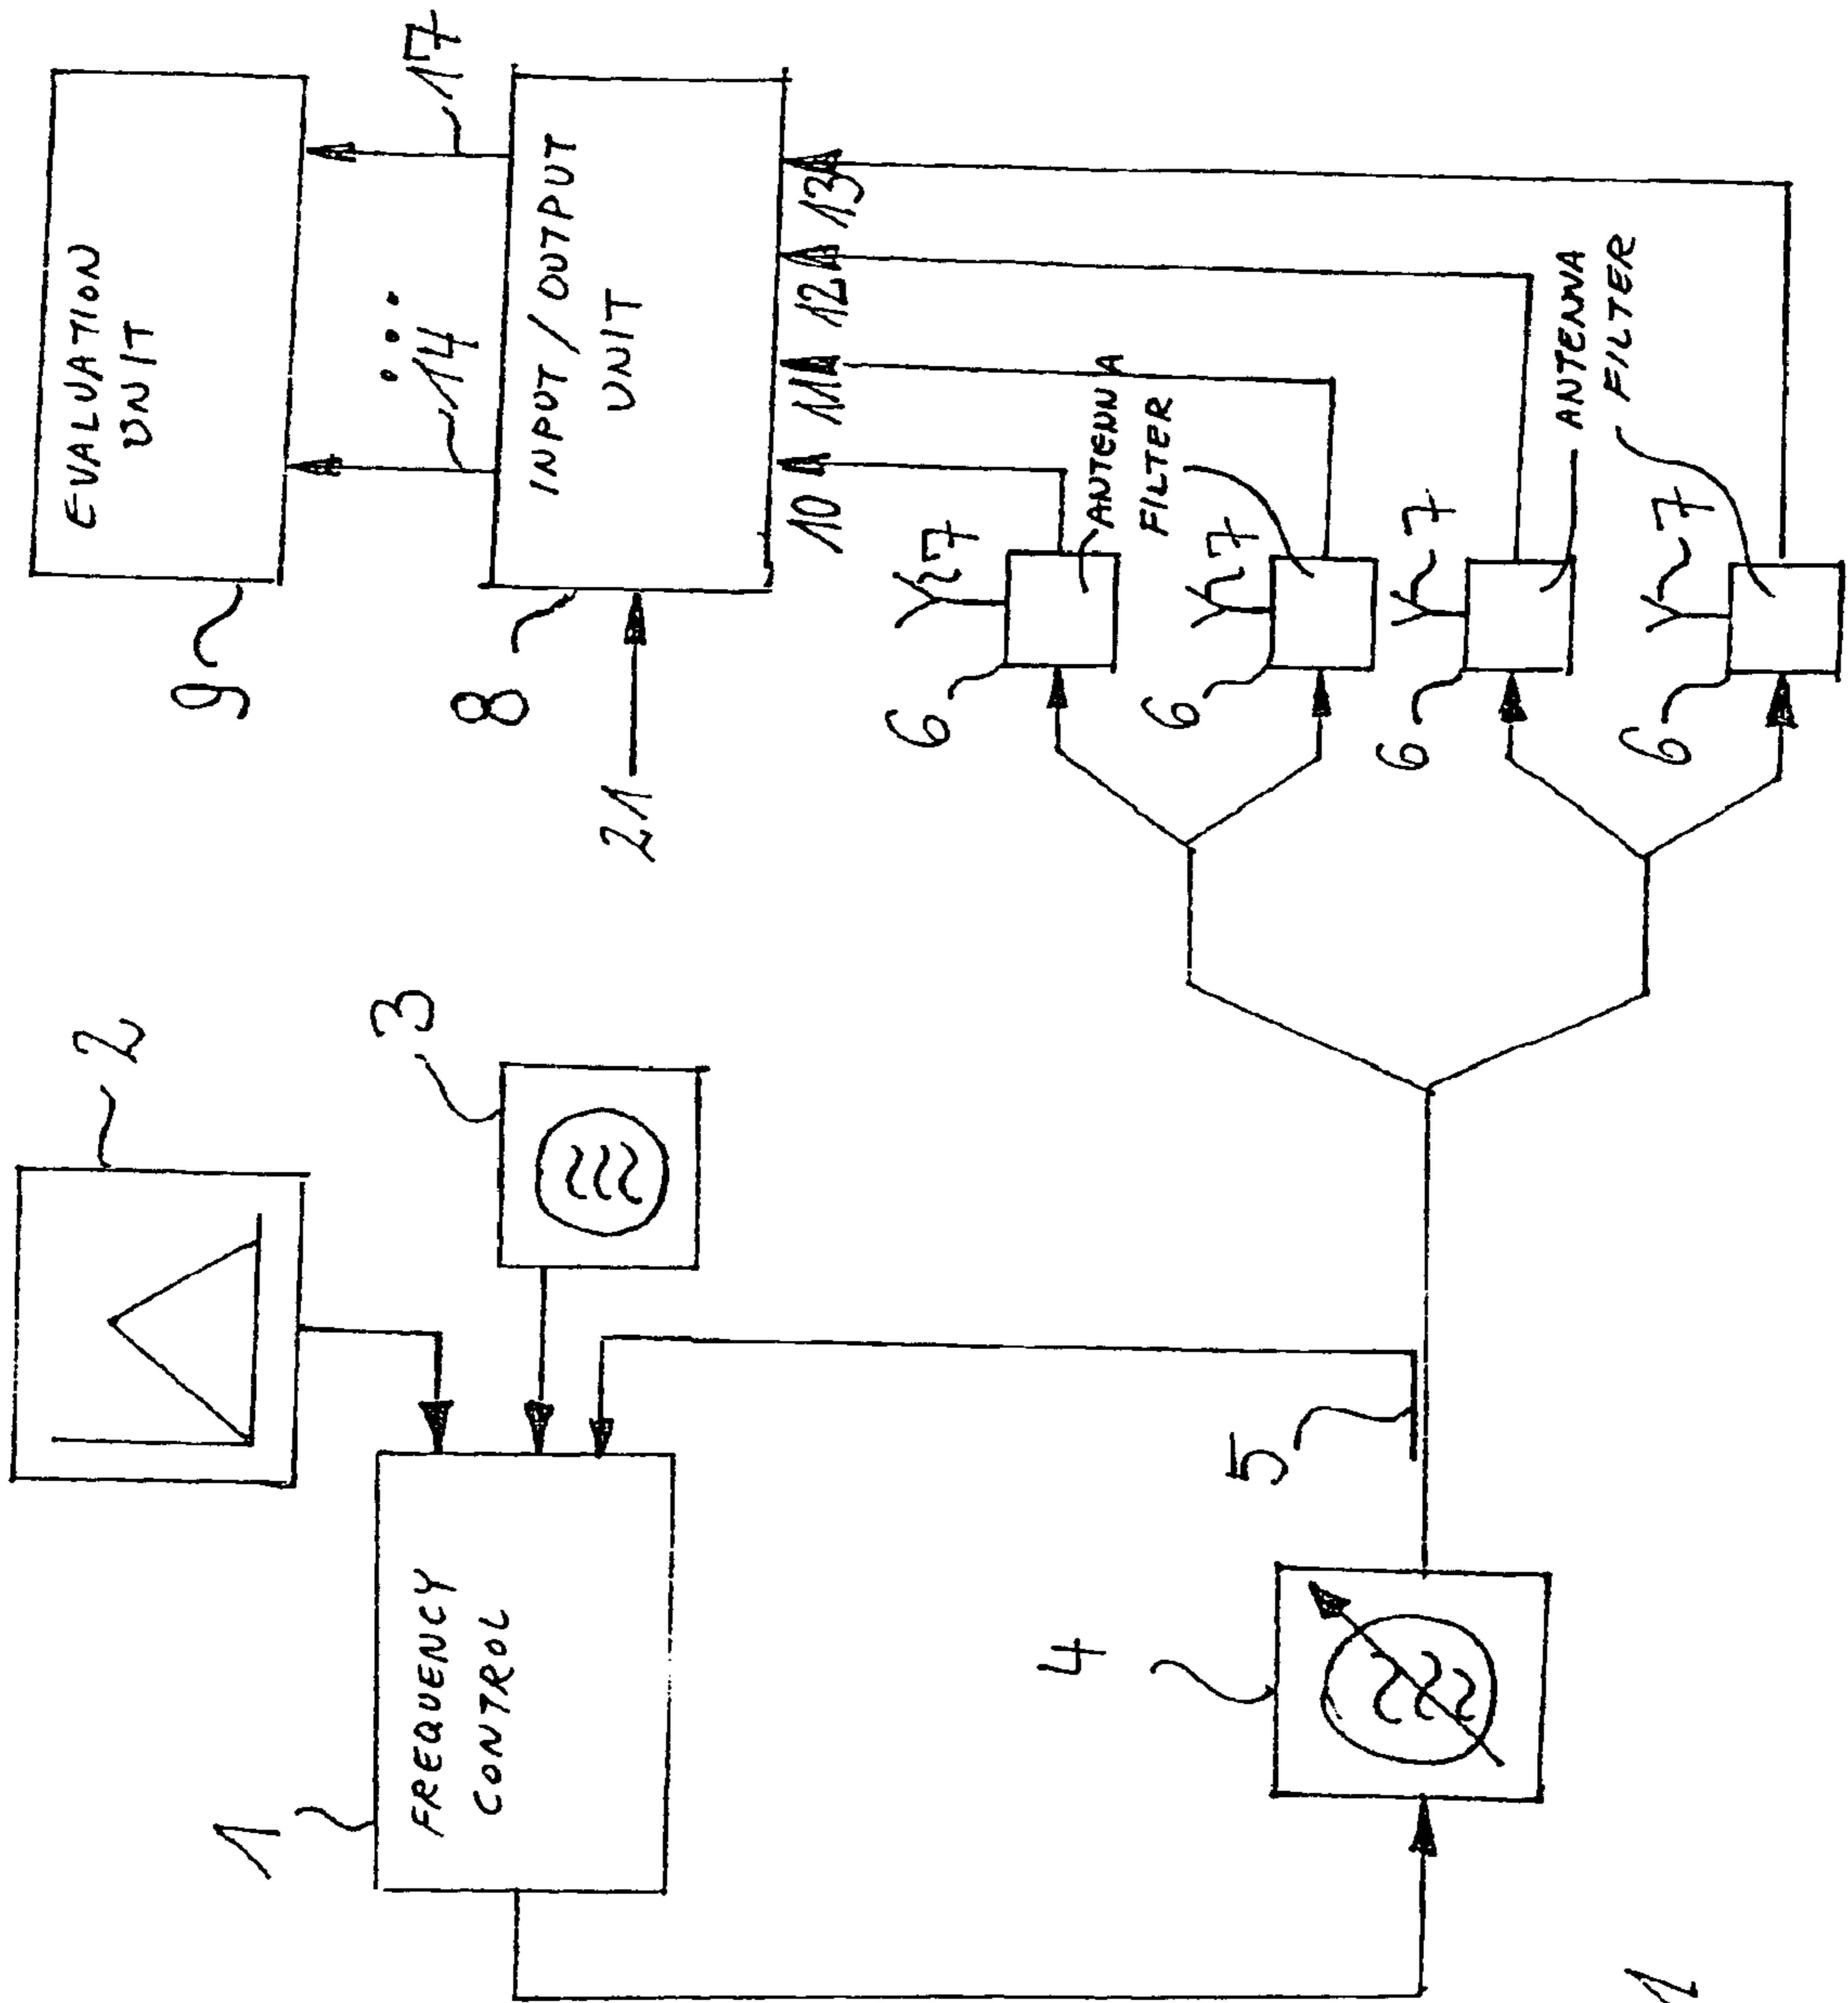 EVALUATION
UNIT
9
17
14
INPUT / OUTPUT
UNIT
8
21
10
11
12
13
2
3
1
FREQUENCY
CONTROL
ANTENNA
FILTER
6
7
6
7
ANTENNA
FILTER
6
7
6
7
4
5
1